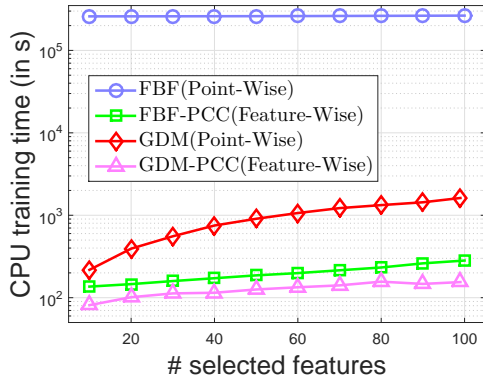 CPU training time (in s)
10^5
10^4
10^3
10^2
FBF(Point-Wise)
FBF-PCC(Feature-Wise)
GDM(Point-Wise)
GDM-PCC(Feature-Wise)
20 40 60 80 100
# selected features